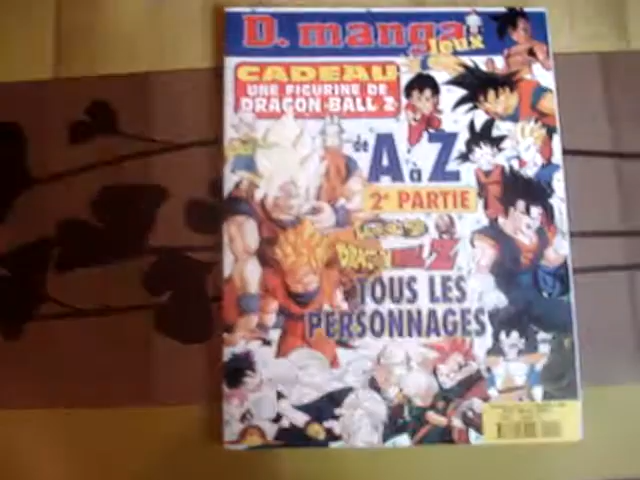 D. manga
Jeux
CADEAU
UNE FIGURINE DE
DRAGON BALL Z
de A à Z
2e PARTIE
DRAGON BALL Z
TOUS LES
PERSONNAGES